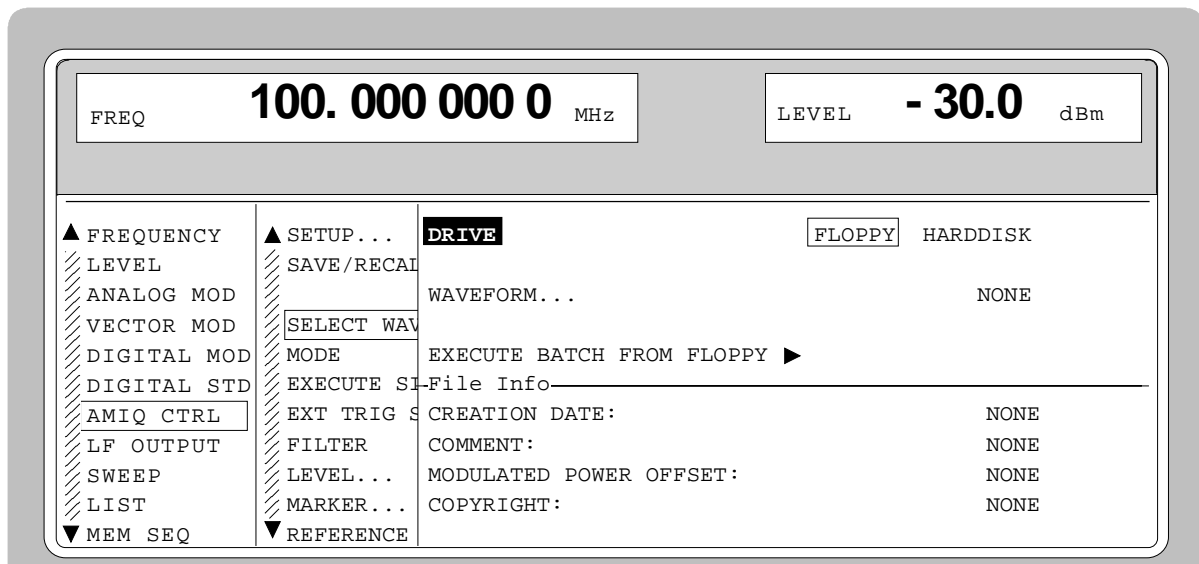 FREQ 100. 000 000 0 MHz LEVEL - 30.0 dBm
FREQUENCY SETUP... DRIVE FLOPPY HARDDISK
LEVEL SAVE/RECAL
ANALOG MOD WAVEFORM... NONE
VECTOR MOD SELECT WAV
DIGITAL MOD MODE EXECUTE BATCH FROM FLOPPY
DIGITAL STD EXECUTE SI File Info
AMIQ CTRL EXT TRIG S CREATION DATE: NONE
LF OUTPUT FILTER COMMENT: NONE
SWEEP LEVEL... MODULATED POWER OFFSET: NONE
LIST MARKER... COPYRIGHT: NONE
MEM SEQ REFERENCE